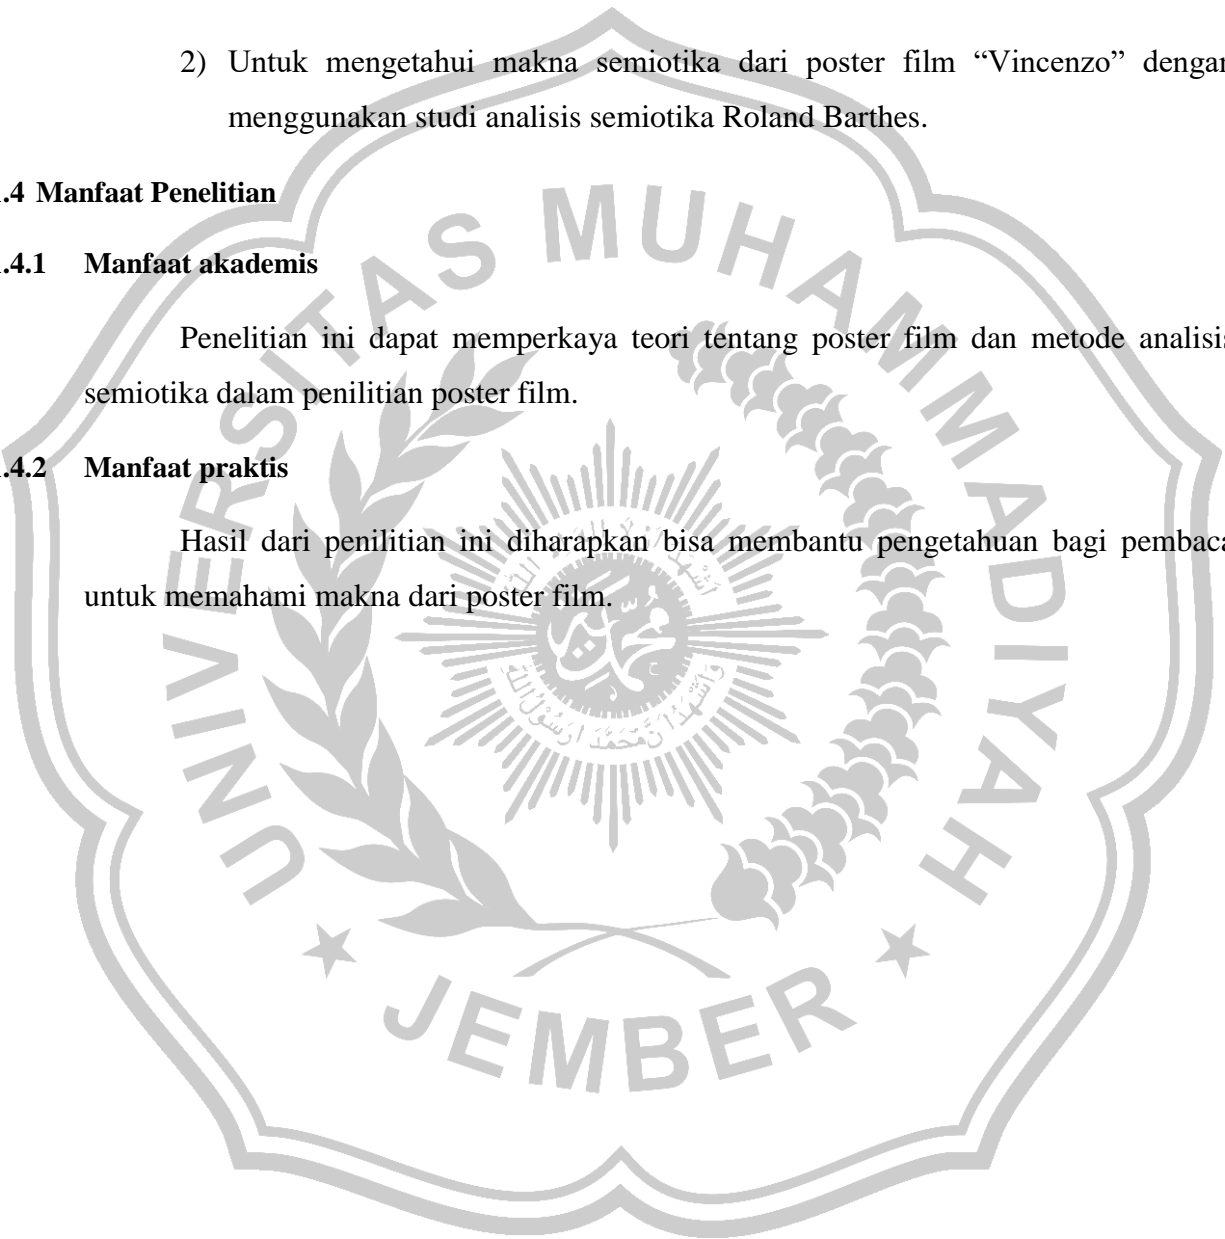 2) Untuk mengetahui makna semiotika dari poster film “Vincenzo” dengan
menggunakan studi analisis semiotika Roland Barthes.
.4 Manfaat Penelitian
.4.1 Manfaat akademis
Penelitian ini dapat memperkaya teori tentang poster film dan metode analisis
semiotika dalam penilitian poster film.
.4.2 Manfaat praktis
Hasil dari penilitian ini diharapkan bisa membantu pengetahuan bagi pembaca
untuk memahami makna dari poster film.
UNIVERSITAS MUHAMMADIYAH
JEMBER